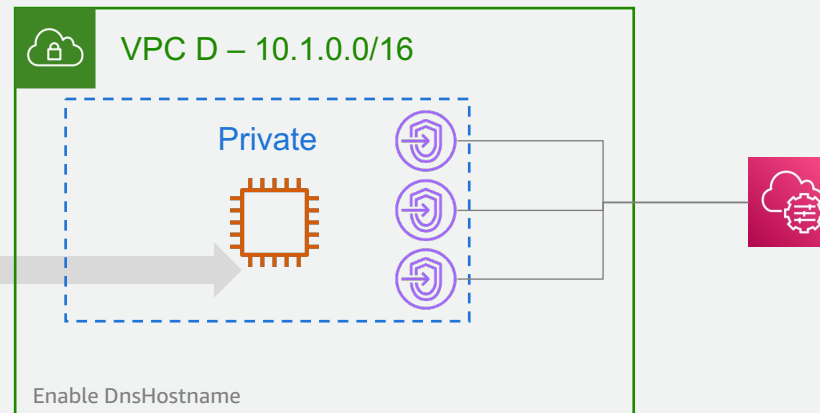 VPC D – 10.1.0.0/16
Private
Enable DnsHostname